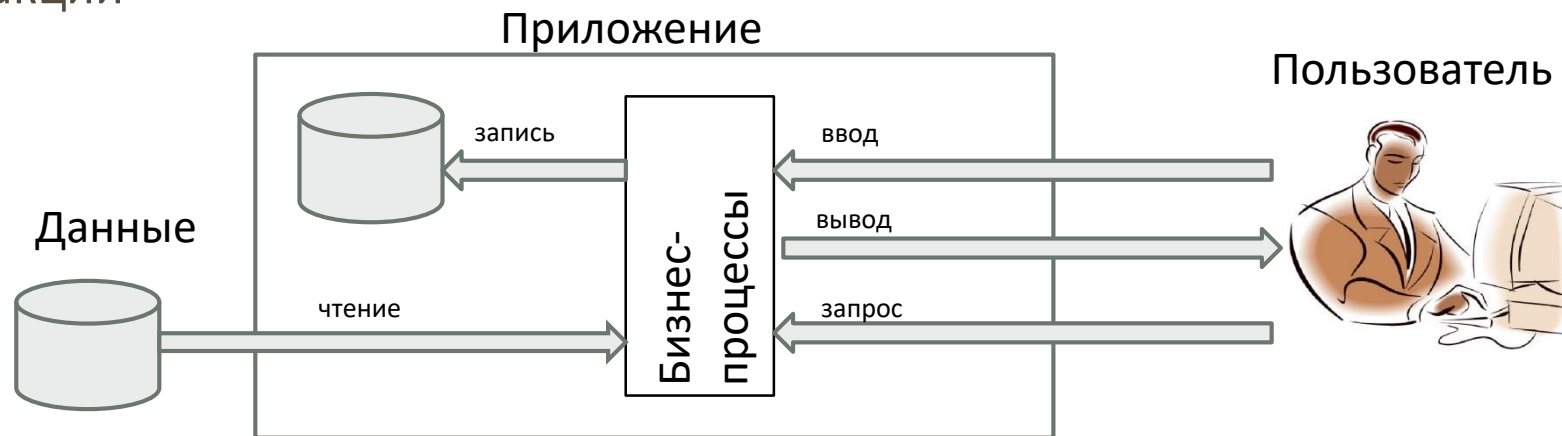 Приложение
Пользователь
запись
ввод
Данные
вывод
чтение
запрос
Бизнес-
процессы